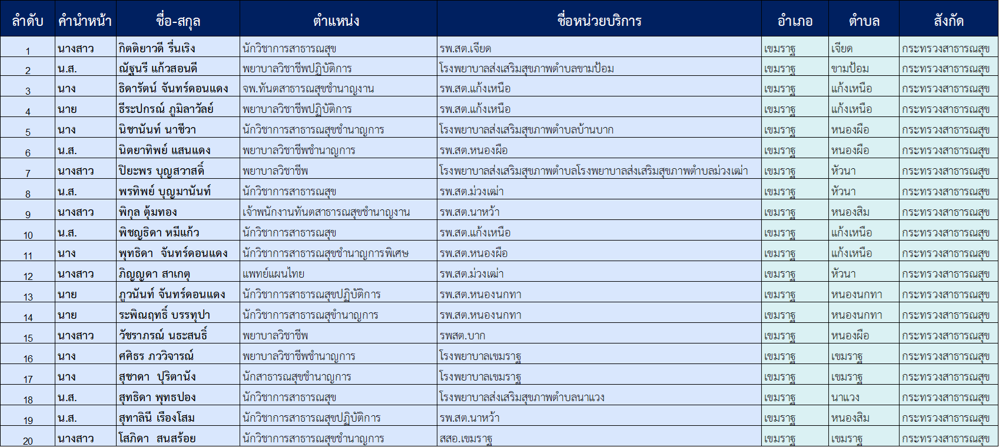 ลำดับ คำนำหน้า ชื่อ-สกุล ตำแหน่ง ชื่อหน่วยบริการ อำเภอ ตำบล สังกัด
1 นางสาว กิตติยาวดี รื่นเริง นักวิชาการสาธารณสุข รพ.สต.เจียด เขมราฐ เจียด กระทรวงสาธารณสุข
2 น.ส. ณัฐนรี แก้วสอนดี พยาบาลวิชาชีพปฏิบัติการ โรงพยาบาลส่งเสริมสุขภาพตำบลขามป้อม เขมราฐ ขามป้อม กระทรวงสาธารณสุข
3 นาง ธิดารัตน์ จันทร์ดอนแดง จพ.ทันตสาธารณสุขชำนาญงาน รพ.สต.แก้งเหนือ เขมราฐ แก้งเหนือ กระทรวงสาธารณสุข
4 นาย ธีระปกรณ์ ภูมิลาวัลย์ พยาบาลวิชาชีพปฏิบัติการ รพ.สต.แก้งเหนือ เขมราฐ แก้งเหนือ กระทรวงสาธารณสุข
5 นาง นิชานันท์ นาชีวา นักวิชาการสาธารณสุขชำนาญการ โรงพยาบาลส่งเสริมสุขภาพตำบลบ้านบาก เขมราฐ หนองผือ กระทรวงสาธารณสุข
6 น.ส. นิตยาทิพย์ แสนแดง พยาบาลวิชาชีพชำนาญการ รพ.สต.หนองผือ เขมราฐ หนองผือ กระทรวงสาธารณสุข
7 นางสาว ปิยะพร บุญสวาสดิ์ พยาบาลวิชาชีพ โรงพยาบาลส่งเสริมสุขภาพตำบลโรงพยาบาลส่งเสริมสุขภาพตำบลม่วงเฒ่า เขมราฐ หัวนา กระทรวงสาธารณสุข
8 น.ส. พรทิพย์ บุญมานันท์ นักวิชาการสาธารณสุข รพ.สต.ม่วงเฒ่า เขมราฐ หัวนา กระทรวงสาธารณสุข
9 นางสาว พิกุล ตุ้มทอง เจ้าพนักงานทันตสาธารณสุขชำนาญงาน รพ.สต.นาหว้า เขมราฐ หนองสิม กระทรวงสาธารณสุข
10 น.ส. พิชญธิดา หมีแก้ว นักวิชาการสาธารณสุข รพ.สต.แก้งเหนือ เขมราฐ แก้งเหนือ กระทรวงสาธารณสุข
11 นาง พุทธิดา จันทร์ดอนแดง นักวิชาการสาธารณสุขชำนาญการพิเศษ รพ.สต.หนองผือ เขมราฐ แก้งเหนือ กระทรวงสาธารณสุข
12 นางสาว ภิญญดา สาเกตุ แพทย์แผนไทย รพ.สต.ม่วงเฒ่า เขมราฐ หัวนา กระทรวงสาธารณสุข
13 นาย ภูวนันท์ จันทร์ดอนแดง นักวิชาการสาธารณสุขปฏิบัติการ รพ.สต.หนองนกทา เขมราฐ หนองนกทา กระทรวงสาธารณสุข
14 นาย ระพิณฤทธิ์ บรรทุปา นักวิชาการสาธารณสุขำนาญการ รพ.สต.หนองนกทา เขมราฐ หนองนกทา กระทรวงสาธารณสุข
15 นางสาว วัชราภรณ์ นธะสนธิ์ พยาบาลวิชาชีพ รพสต.บาก เขมราฐ หนองผือ กระทรวงสาธารณสุข
16 นาง ศศิธร ภววิจารณ์ พยาบาลวิชาชีพชำนาญการ โรงพยาบาลเขมราฐ เขมราฐ เขมราฐ กระทรวงสาธารณสุข
17 นาง สุชาดา ปุริตานัง นักสาธารณสุขชำนาญการ โรงพยาบาลเขมราฐ เขมราฐ เขมราฐ กระทรวงสาธารณสุข
18 น.ส. สุทธิดา พุทธปอง นักวิชาการสาธารณสุข โรงพยาบาลส่งเสริมสุขภาพตำบลนาแวง เขมราฐ นาแวง กระทรวงสาธารณสุข
19 น.ส. สุทาลินี เรืองโสม นักวิชาการสาธารณสุขปฏิบัติการ รพ.สต.นาหว้า เขมราฐ หนองสิม กระทรวงสาธารณสุข
20 นางสาว โสภิดา สนสร้อย นักวิชาการสาธารณสุขชำนาญการ สสอ.เขมราฐ เขมราฐ เขมราฐ กระทรวงสาธารณสุข